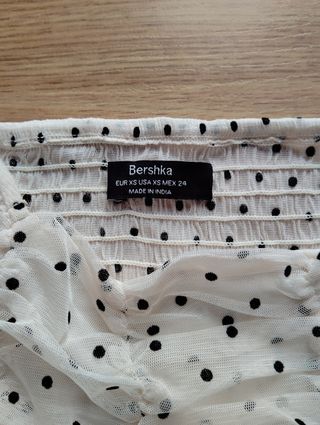 Bershka
EUR XS USA XS MEX 24
MADE IN INDIA